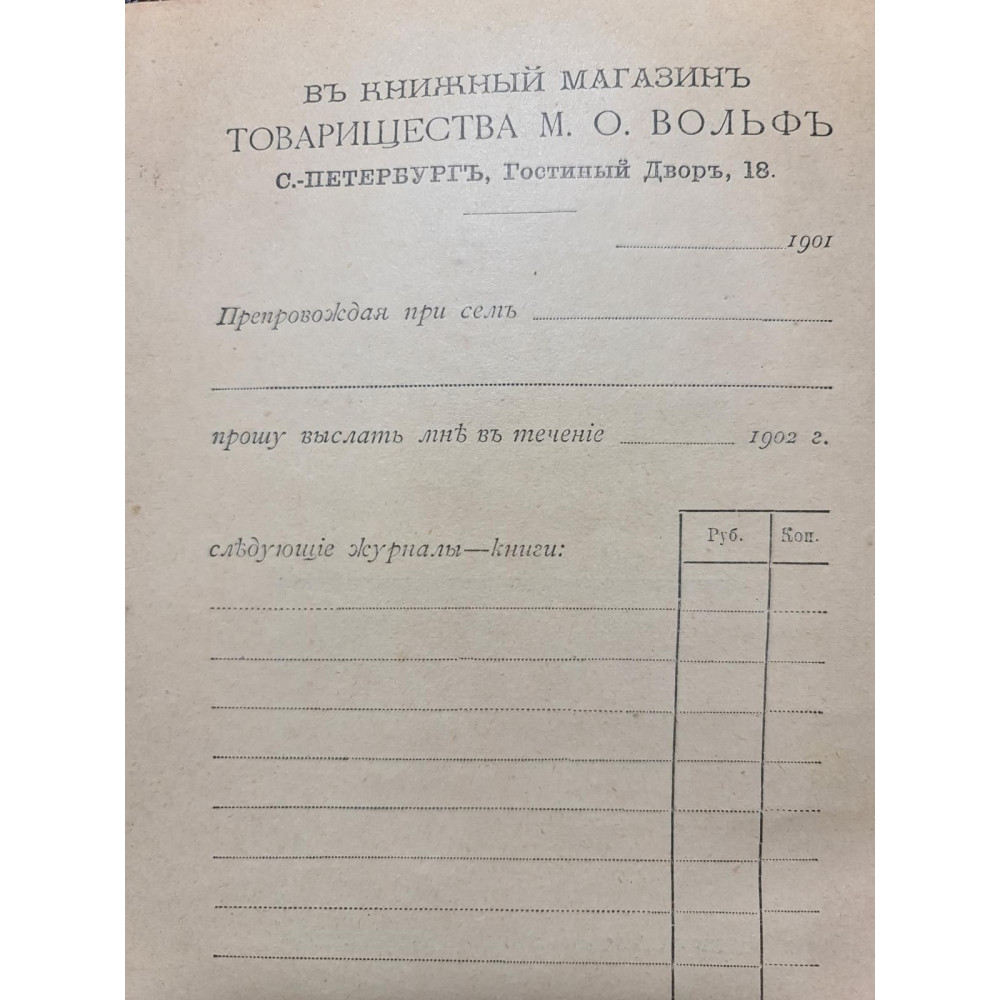 ВЪ КНИЖНЫЙ МАГАЗИНЪ
ТОВАРИЩЕСТВА М. О. ВОЛЬФЪ
С.-ПЕТЕРБУРГЪ, Гостиный Дворъ, 18.
1901
Препровождая при семъ
прошу выслать мнѣ въ теченіе 1902 г.
Руб. Коп.
слѣдующіе журналы—книги: